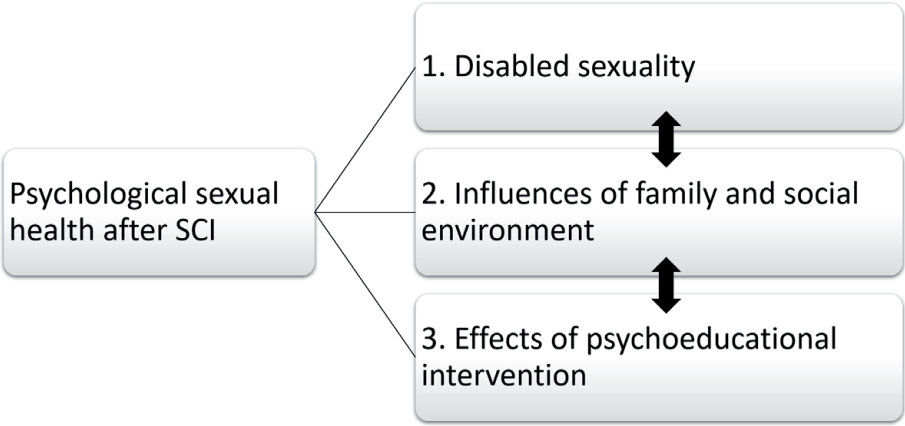 Psychological sexual
health after SCI
1. Disabled sexuality
2. Influences of family and social
environment
3. Effects of psychoeducational
intervention